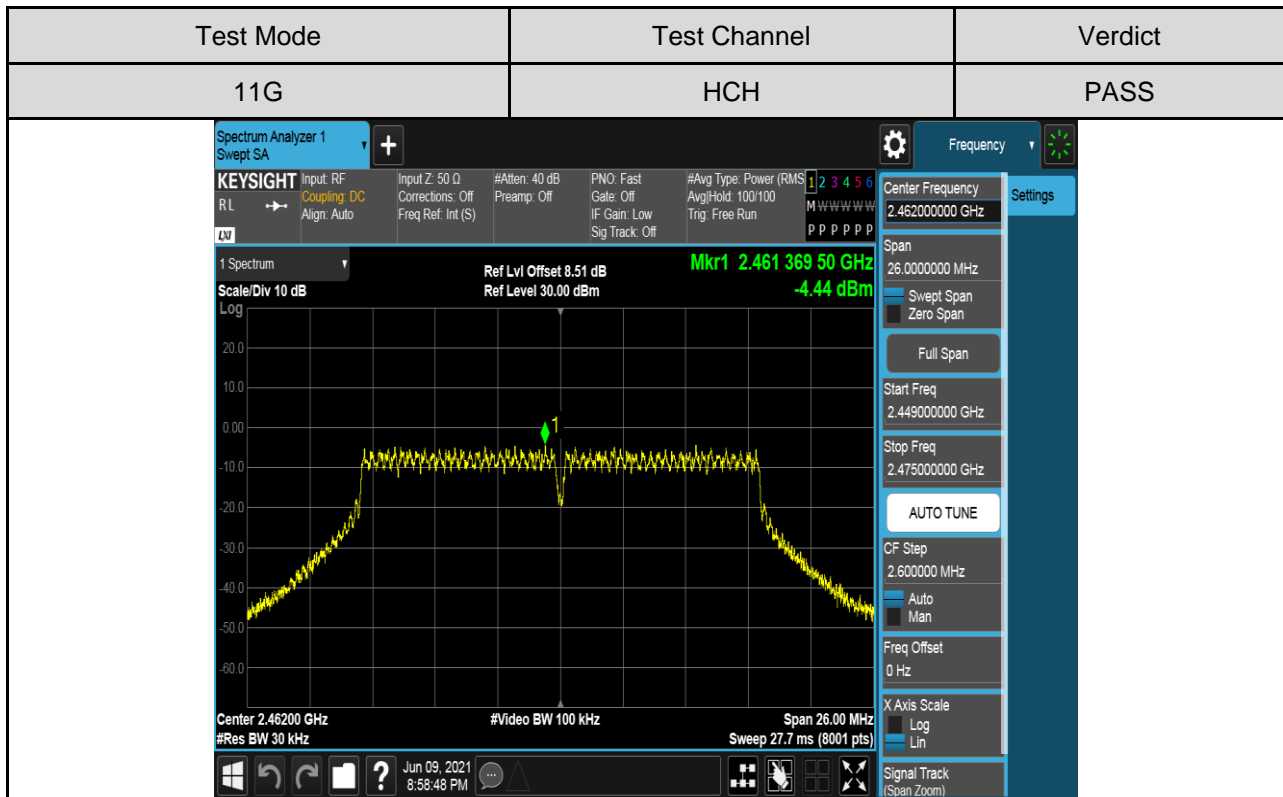 Test Mode Test Channel Verdict
11G HCH PASS
Spectrum Analyzer 1
Swept SA
+
Frequency
KEYSIGHT
RL
LXI
Input: RF
Coupling: DC
Align: Auto
Input Z: 50 Ω
Corrections: Off
Freq Ref: Int (S)
#Atten: 40 dB
Preamp: Off
PNO: Fast
Gate: Off
IF Gain: Low
Sig Track: Off
#Avg Type: Power (RMS
Avg|Hold: 100/100
Trig: Free Run
1 2 3 4 5 6
M W W W W W
P P P P P P
1 Spectrum
Scale/Div 10 dB
Log
Ref Lvl Offset 8.51 dB
Ref Level 30.00 dBm
Mkr1 2.461 369 50 GHz
-4.44 dBm
20.0
10.0
0.00
-10.0
-20.0
-30.0
-40.0
-50.0
-60.0
1
Center 2.46200 GHz
#Res BW 30 kHz
#Video BW 100 kHz
Span 26.00 MHz
Sweep 27.7 ms (8001 pts)
Center Frequency
2.462000000 GHz
Settings
Span
26.0000000 MHz
Swept Span
Zero Span
Full Span
Start Freq
2.449000000 GHz
Stop Freq
2.475000000 GHz
AUTO TUNE
CF Step
2.600000 MHz
Auto
Man
Freq Offset
0 Hz
X Axis Scale
Log
Lin
Signal Track
(Span Zoom)
?
Jun 09, 2021
8:58:48 PM